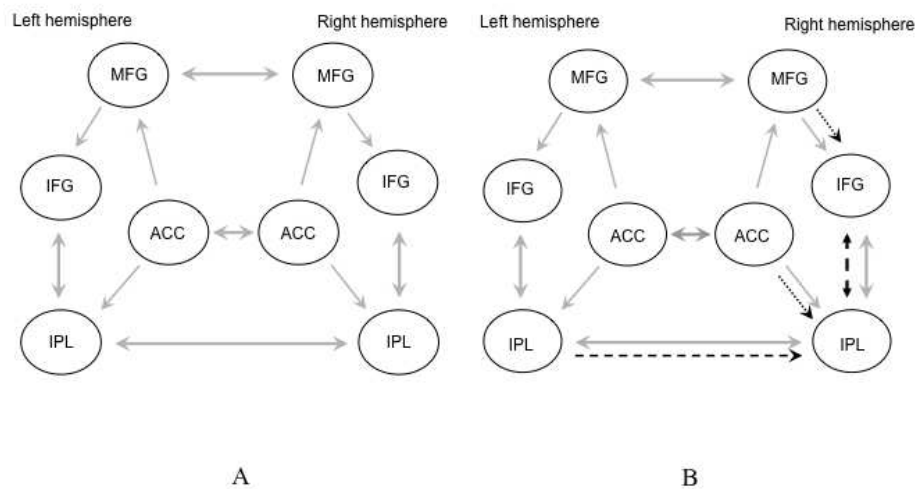 Left hemisphere
Right hemisphere
MFG
MFG
IFG
IFG
ACC
ACC
IPL
IPL
A
Left hemisphere
Right hemisphere
MFG
MFG
IFG
IFG
ACC
ACC
IPL
IPL
B